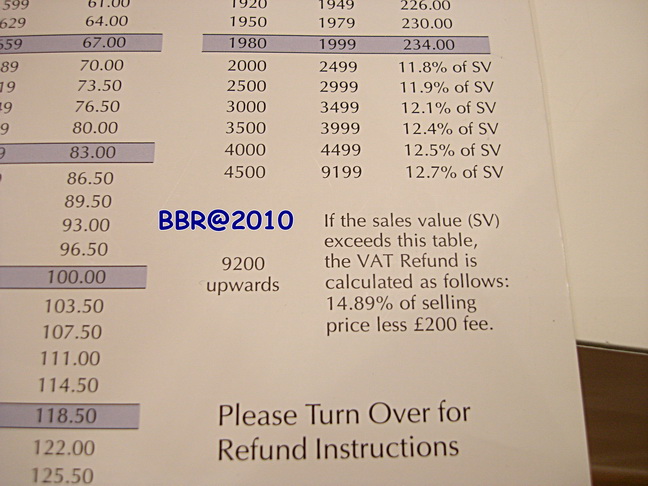 599 61.00 1920 1949 226.00
629 64.00 1950 1979 230.00
659 67.00 1980 1999 234.00
89 70.00 2000 2499 11.8% of SV
19 73.50 2500 2999 11.9% of SV
49 76.50 3000 3499 12.1% of SV
9 80.00 3500 3999 12.4% of SV
9 83.00 4000 4499 12.5% of SV
86.50 4500 9199 12.7% of SV
89.50
93.00
96.50
100.00
103.50
107.50
111.00
114.50
118.50
122.00
125.50
BBR@2010
9200
upwards
If the sales value (SV)
exceeds this table,
the VAT Refund is
calculated as follows:
14.89% of selling
price less £200 fee.
Please Turn Over for
Refund Instructions